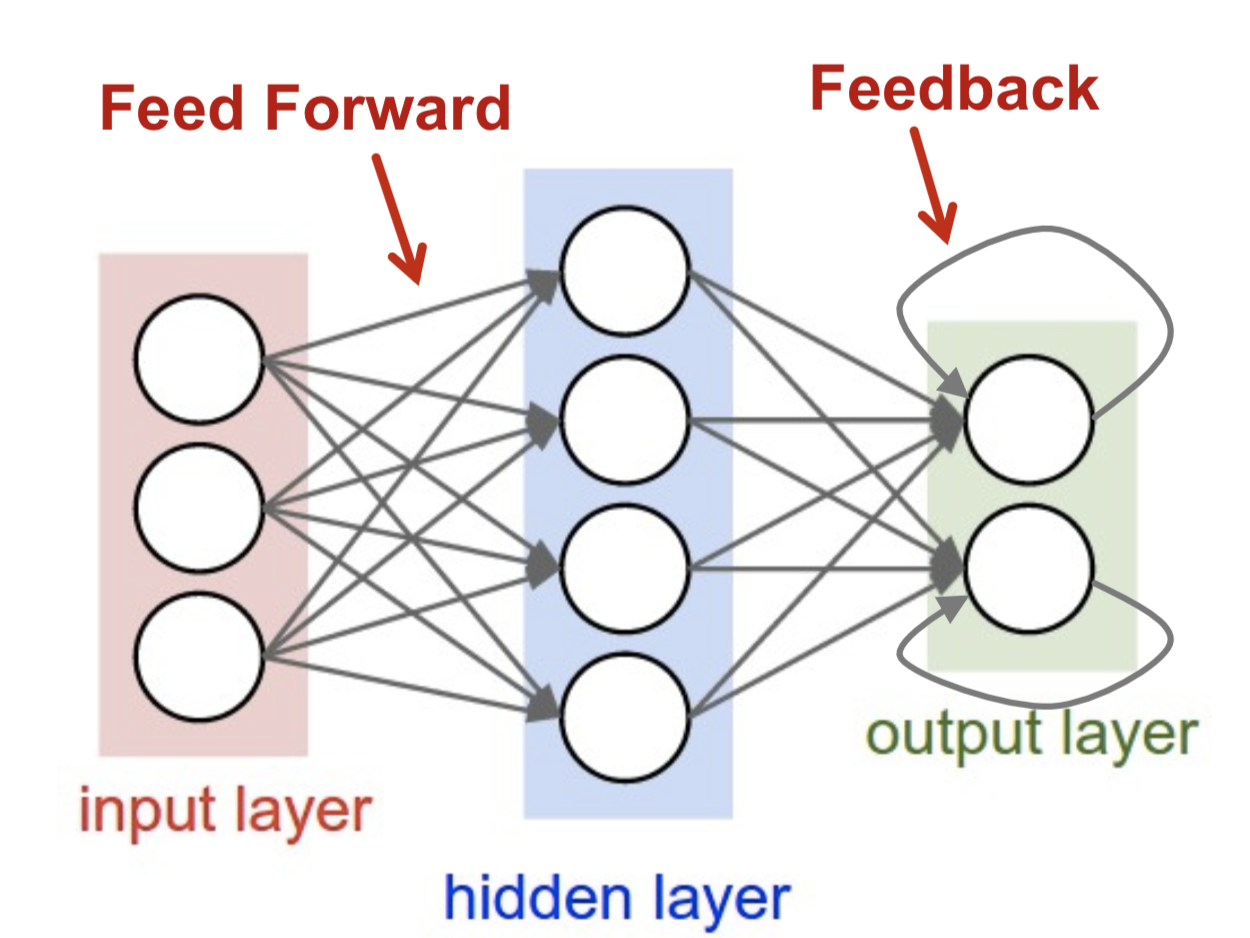 Feed Forward
Feedback
input layer
hidden layer
output layer